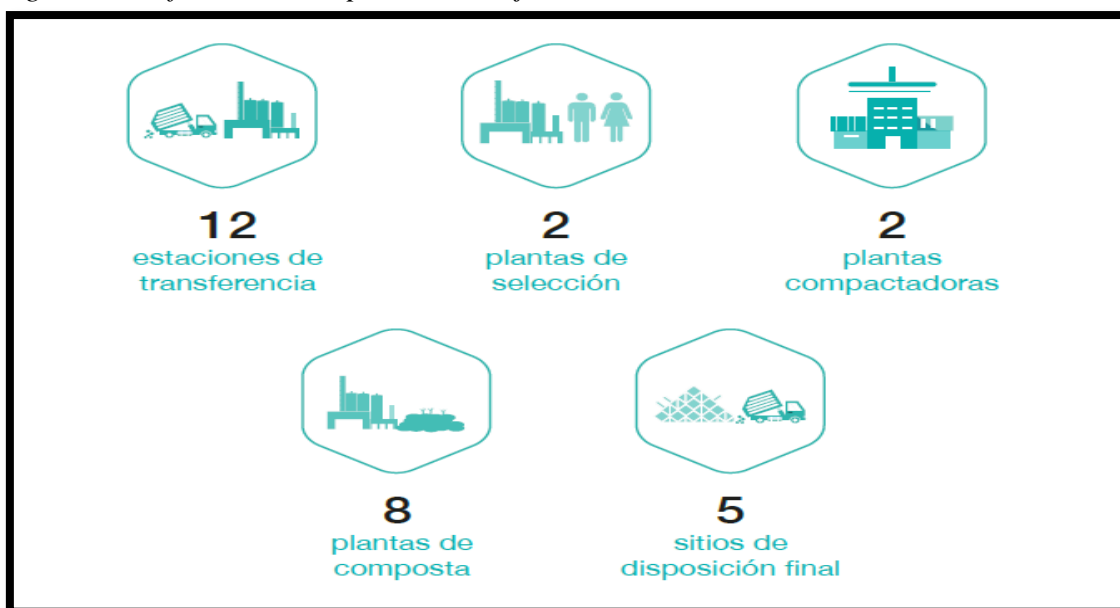 12
estaciones de
transferencia
2
plantas de
selección
2
plantas
compactadoras
8
plantas de
composta
5
sitios de
disposición final